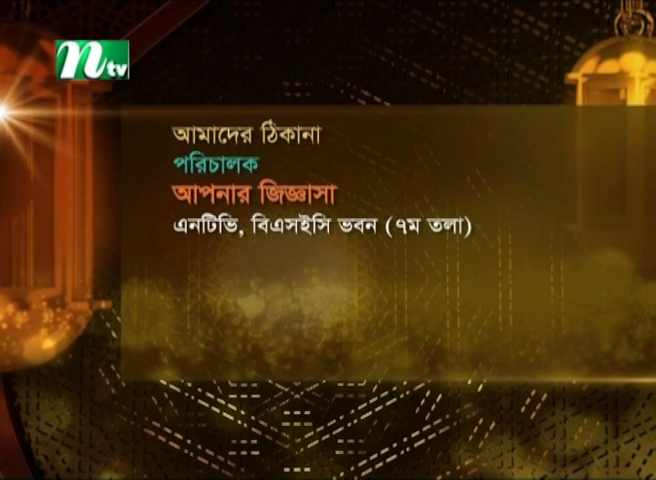 ntv
আমাদের ঠিকানা
পরিচালক
আপনার জিজ্ঞাসা
এনটিভি, বিএসইসি ভবন (৭ম তলা)